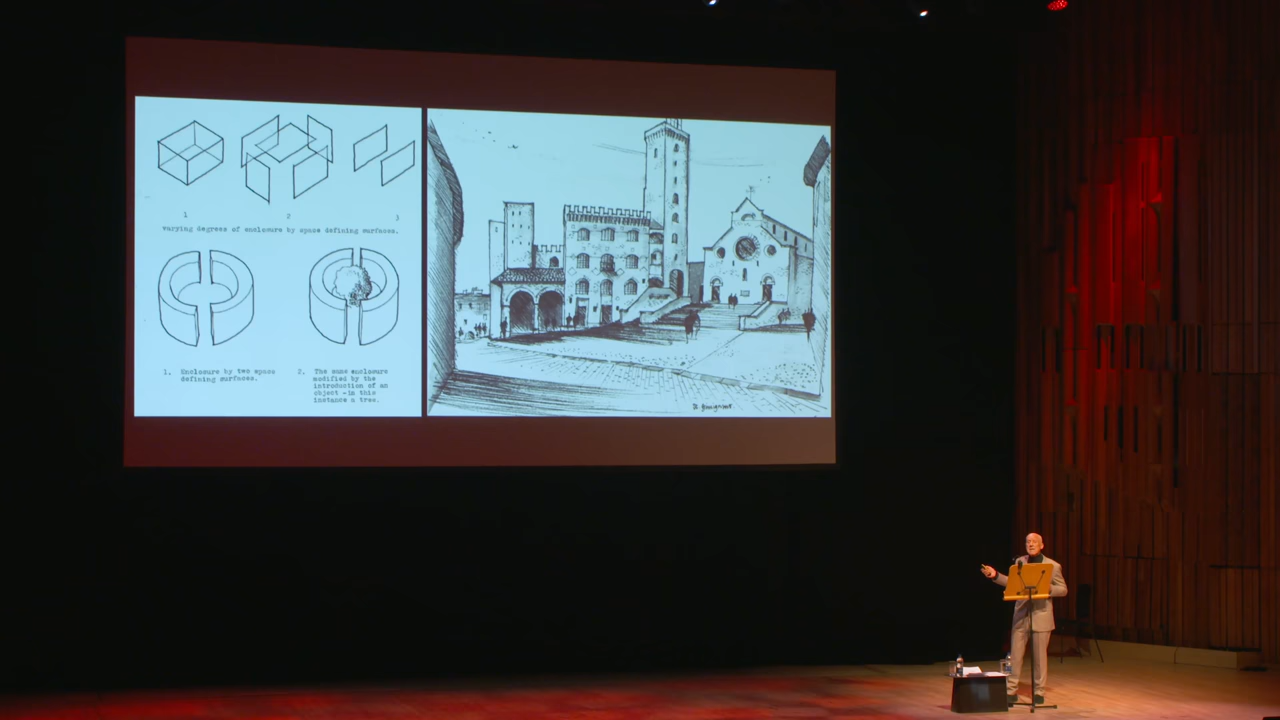 1 2 3
varying degrees of enclosure by space defining surfaces.
1. Enclosure by two space
defining surfaces.
2. The same enclosure
modified by the
introduction of an
object - in this
instance a tree.